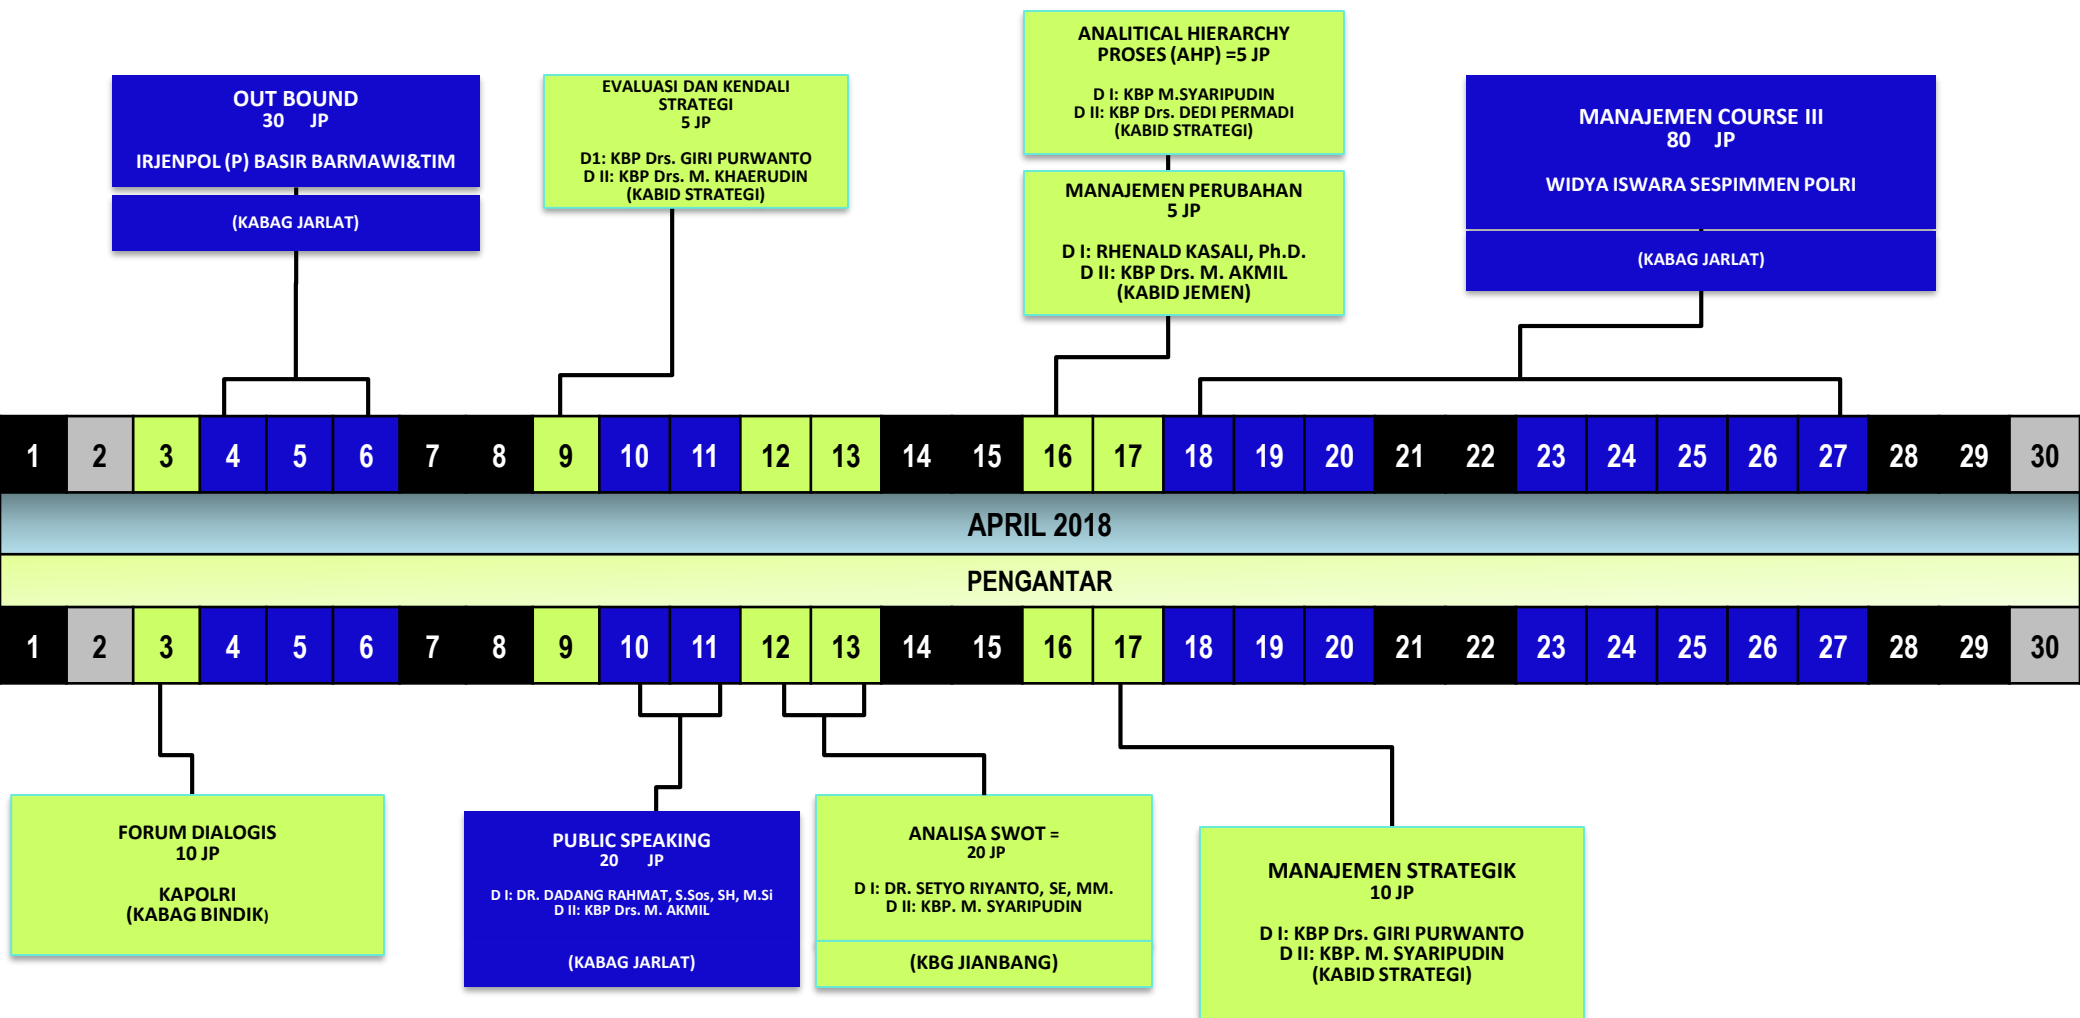 OUT BOUND
30 JP
IRJENPOL (P) BASIR BARMAWI&TIM
(KABAG JARLAT)
EVALUASI DAN KENDALI
STRATEGI
5 JP
D1: KBP Drs. GIRI PURWANTO
D II: KBP Drs. M. KHAERUDIN
(KABID STRATEGI)
ANALITICAL HIERARCHY
PROSES (AHP) =5 JP
D I: KBP M.SYARIPUDIN
D II: KBP Drs. DEDI PERMADI
(KABID STRATEGI)
MANAJEMEN PERUBAHAN
5 JP
D I: RHENALD KASALI, Ph.D.
D II: KBP Drs. M. AKMIL
(KABID JEMEN)
MANAJEMEN COURSE III
80 JP
WIDYA ISWARA SESPIMMEN POLRI
(KABAG JARLAT)
1 2 3 4 5 6 7 8 9 10 11 12 13 14 15 16 17 18 19 20 21 22 23 24 25 26 27 28 29 30
APRIL 2018
PENGANTAR
1 2 3 4 5 6 7 8 9 10 11 12 13 14 15 16 17 18 19 20 21 22 23 24 25 26 27 28 29 30
FORUM DIALOGIS
10 JP
KAPOLRI
(KABAG BINDIK)
PUBLIC SPEAKING
20 JP
D I: DR. DADANG RAHMAT, S.Sos, SH, M.Si
D II: KBP Drs. M. AKMIL
(KABAG JARLAT)
ANALISA SWOT =
20 JP
D I: DR. SETYO RIYANTO, SE, MM.
D II: KBP. M. SYARIPUDIN
(KBG JIANBANG)
MANAJEMEN STRATEGIK
10 JP
D I: KBP Drs. GIRI PURWANTO
D II: KBP. M. SYARIPUDIN
(KABID STRATEGI)